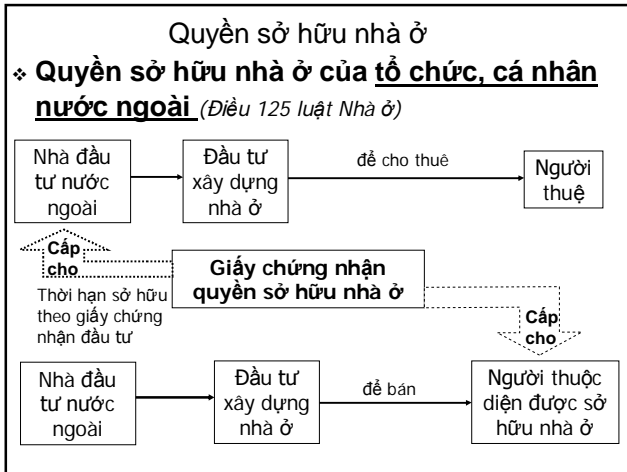 Quyền sở hữu nhà ở
❖ Quyền sở hữu nhà ở của tổ chức, cá nhân
nước ngoài (Điều 125 luật Nhà ở)
Nhà đầu
tư nước
ngoài
Đầu tư
xây dựng
nhà ở
để cho thuê
Người
thuệ
Cấp
cho
Thời hạn sở hữu
theo giấy chứng
nhận đầu tư
Giấy chứng nhận
quyền sở hữu nhà ở
Cấp
cho
Nhà đầu
tư nước
ngoài
Đầu tư
xây dựng
nhà ở
để bán
Người thuộc
diện được sở
hữu nhà ở